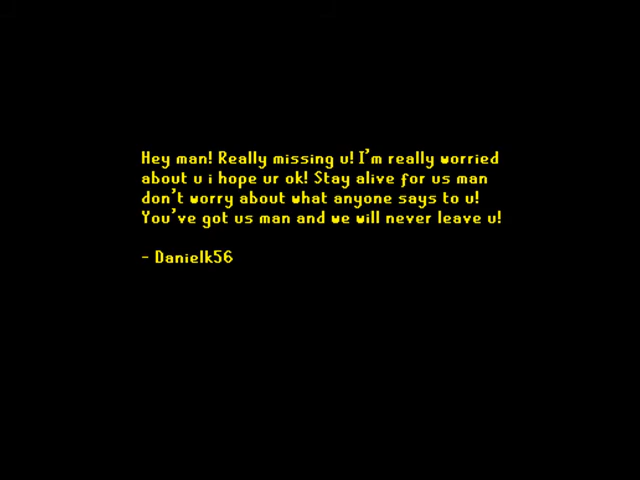 Hey man! Really missing u! I'm really worried
about u i hope ur ok! Stay alive for us man
don't worry about what anyone says to u!
You've got us man and we will never leave u!
- Danielk56